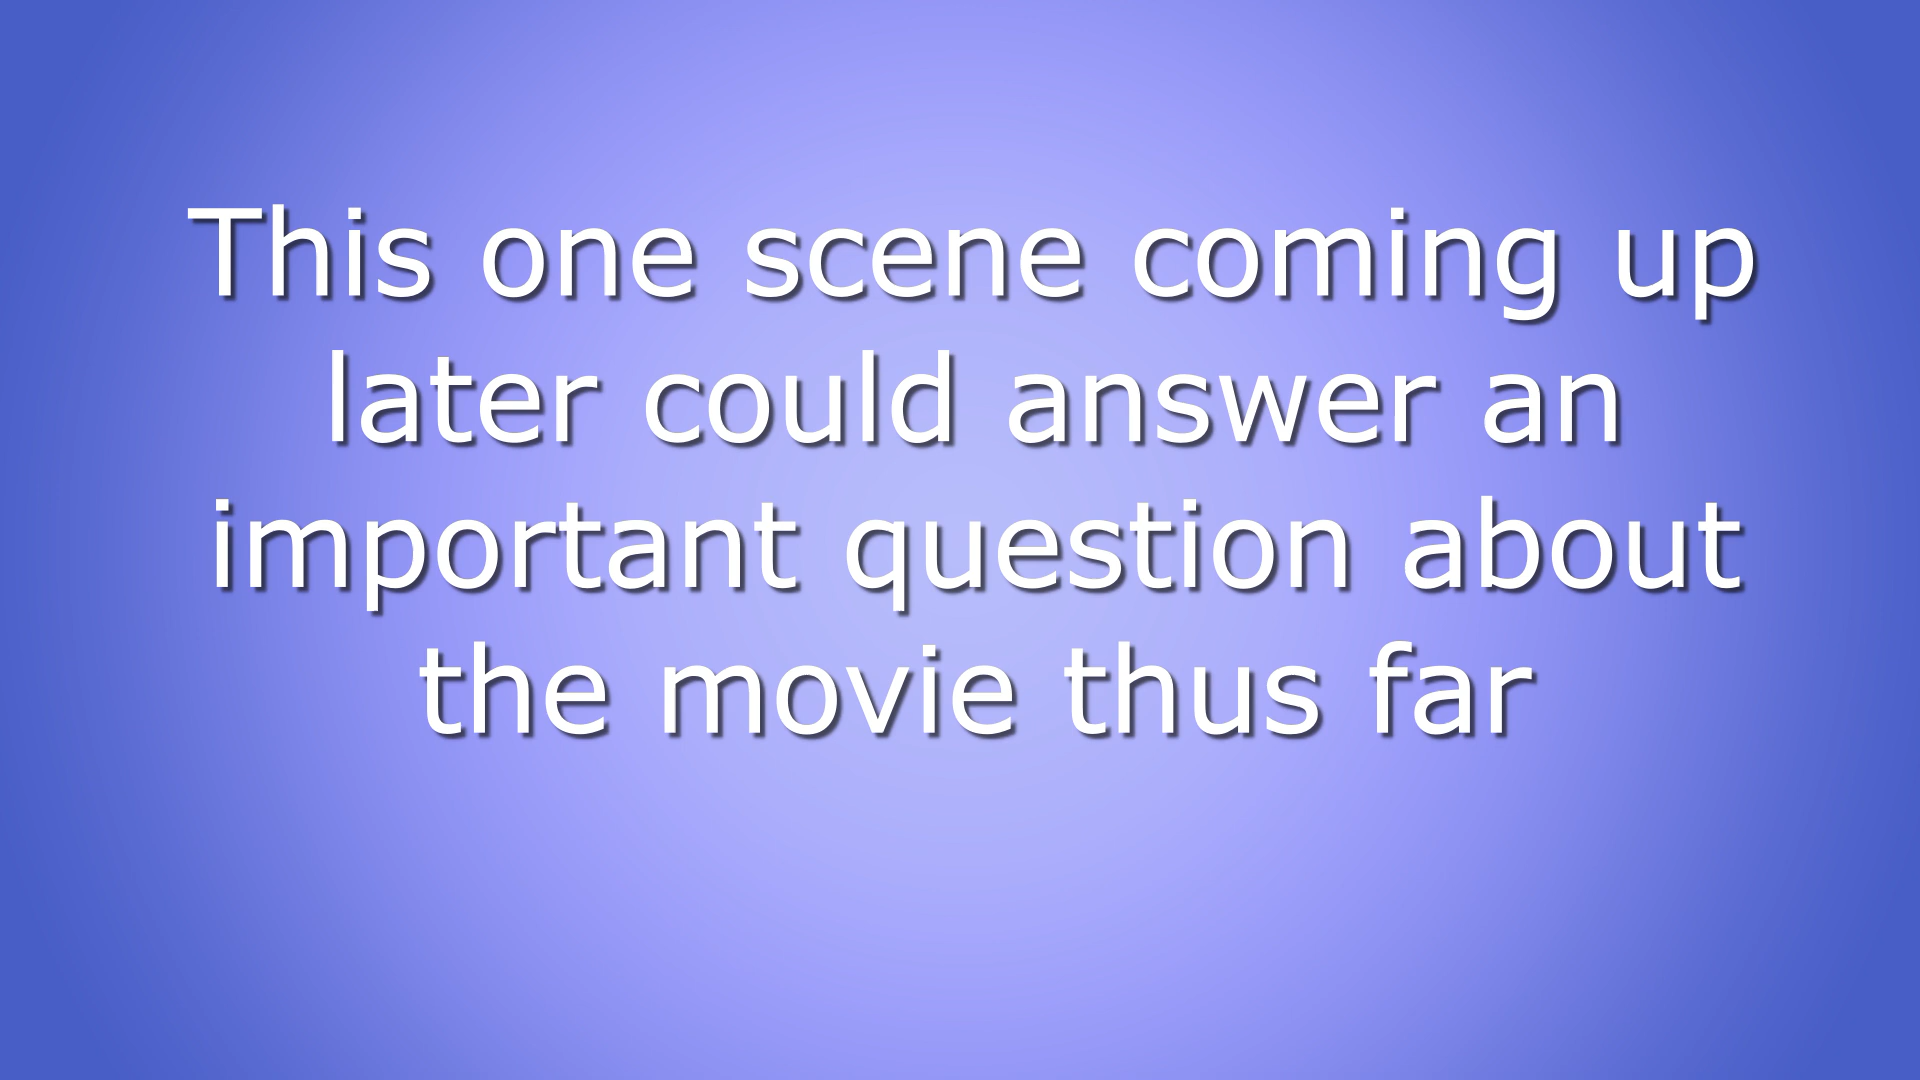 This one scene coming up
later could answer an
important question about
the movie thus far